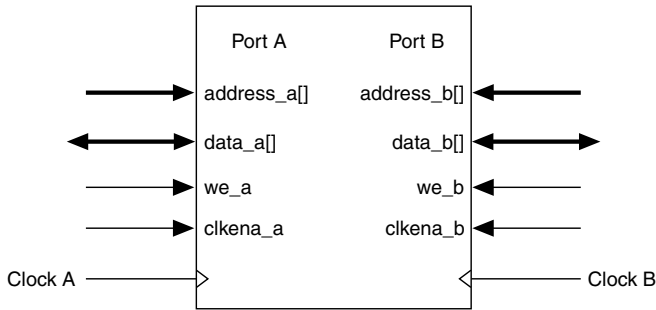 Port A Port B
address_a[] address_b[]
data_a[] data_b[]
we_a we_b
clkena_a clkena_b
Clock A Clock B